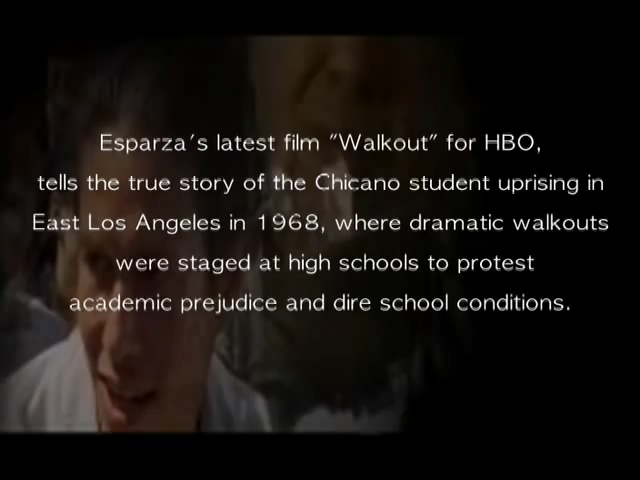 Esparza's latest film "Walkout" for HBO,
tells the true story of the Chicano student uprising in
East Los Angeles in 1968, where dramatic walkouts
were staged at high schools to protest
academic prejudice and dire school conditions.